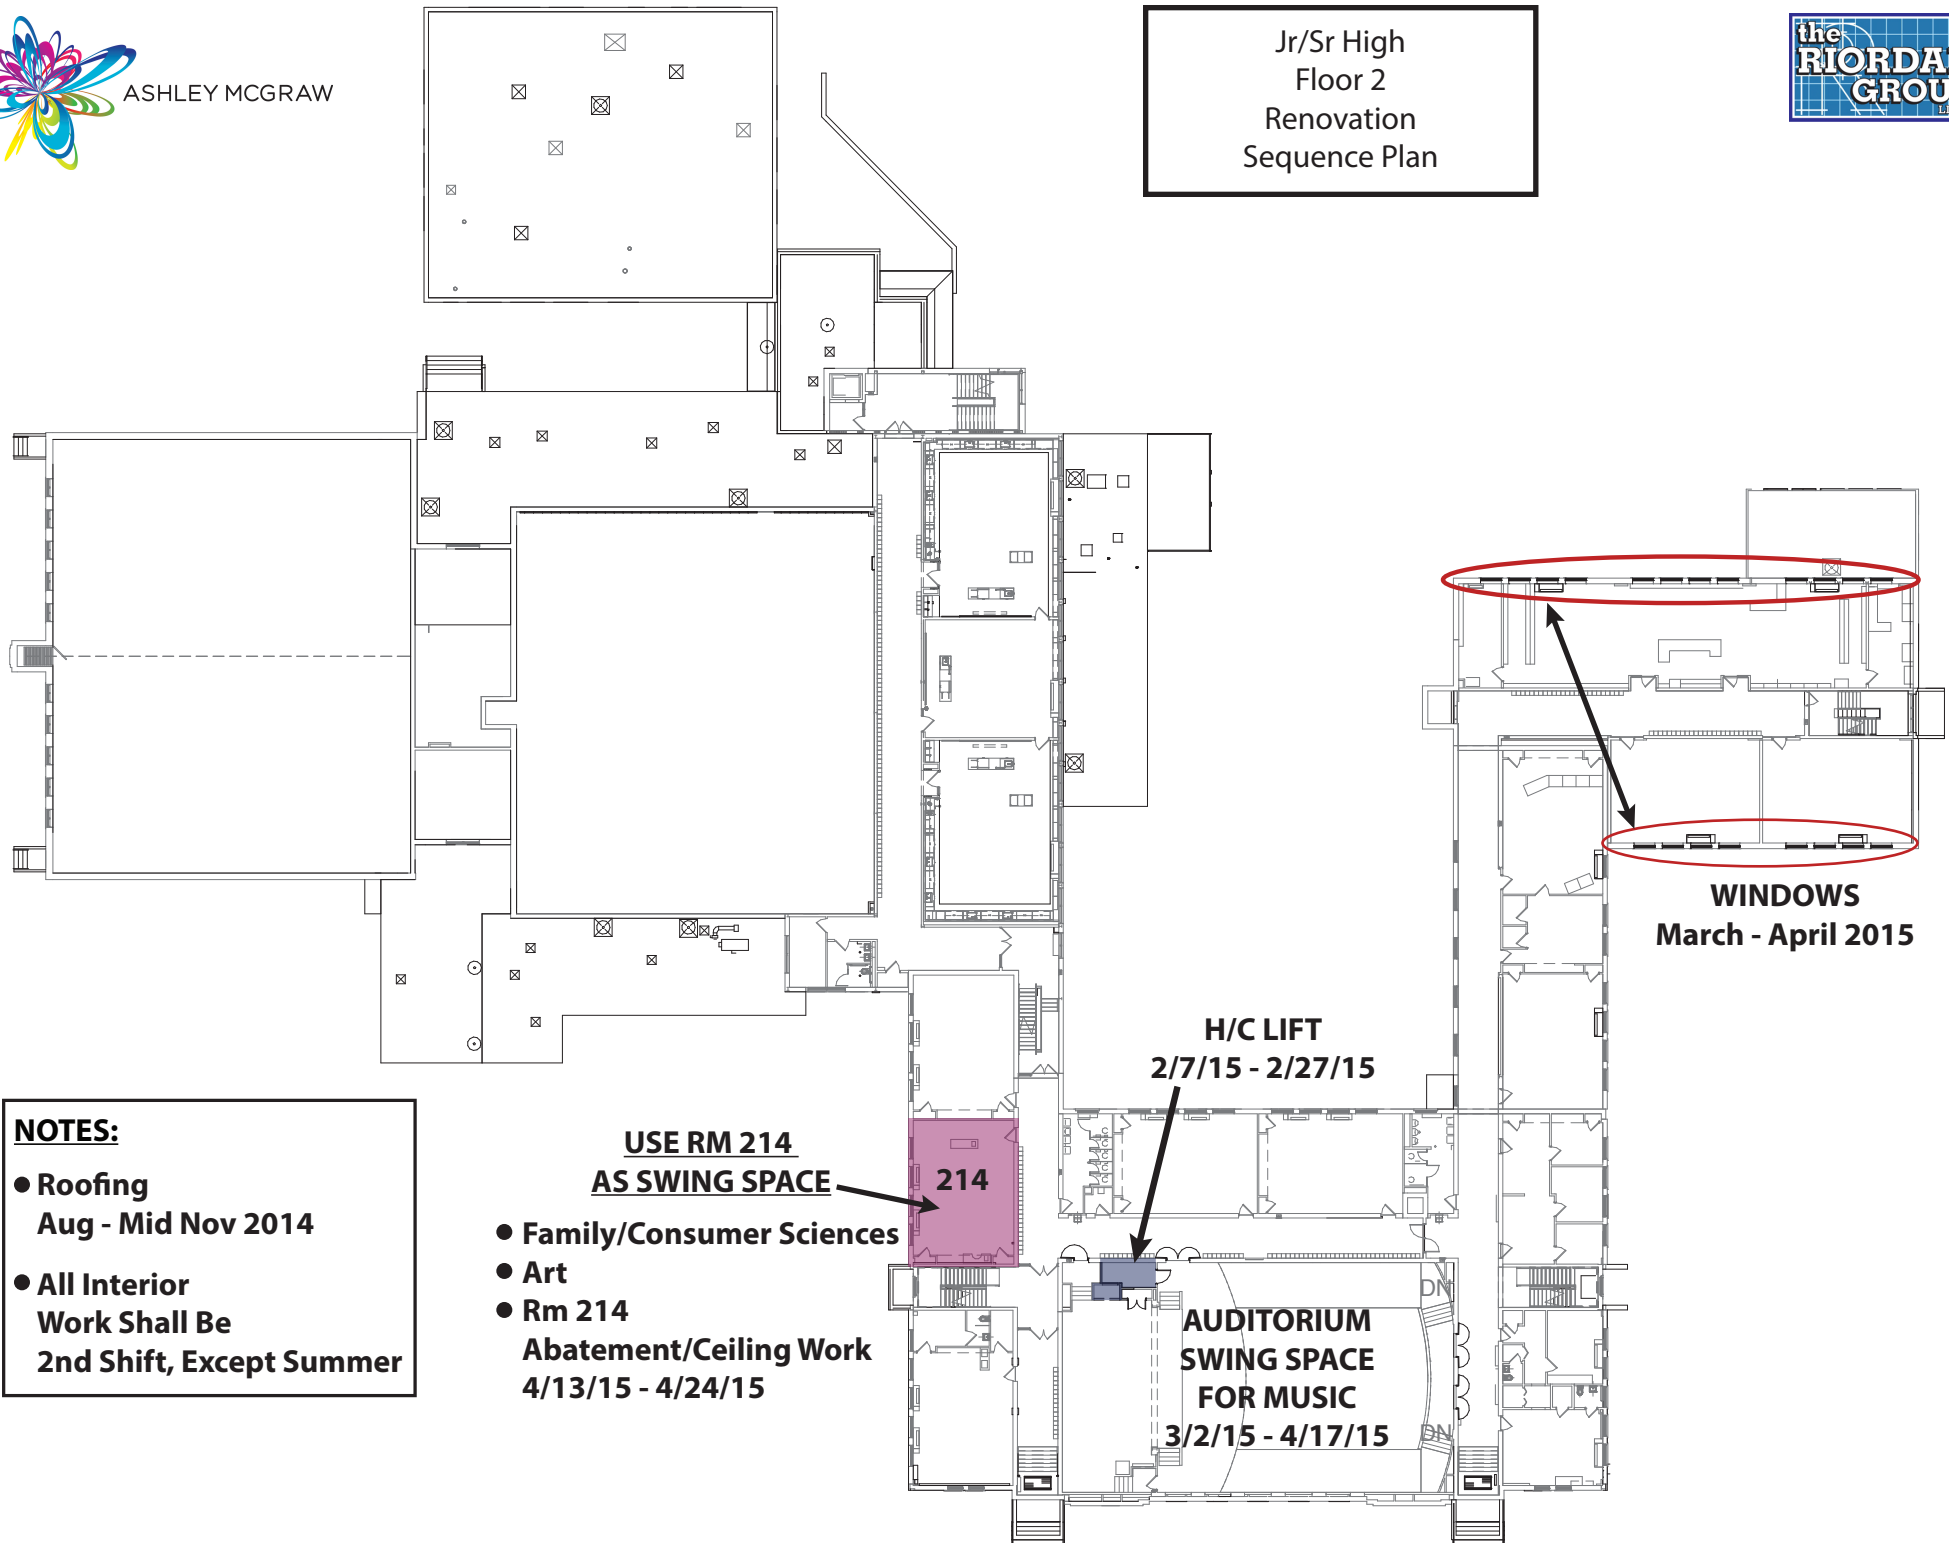 ASHLEY MCGRAW
Jr/Sr High
Floor 2
Renovation
Sequence Plan
the
RIORDAN
GROUP
WINDOWS
March - April 2015
H/C LIFT
2/7/15 - 2/27/15
NOTES:
● Roofing
Aug - Mid Nov 2014
● All Interior
Work Shall Be
2nd Shift, Except Summer
USE RM 214
AS SWING SPACE
214
● Family/Consumer Sciences
● Art
● Rm 214
Abatement/Ceiling Work
4/13/15 - 4/24/15
DN
AUDITORIUM
SWING SPACE
FOR MUSIC
3/2/15 - 4/17/15
DN